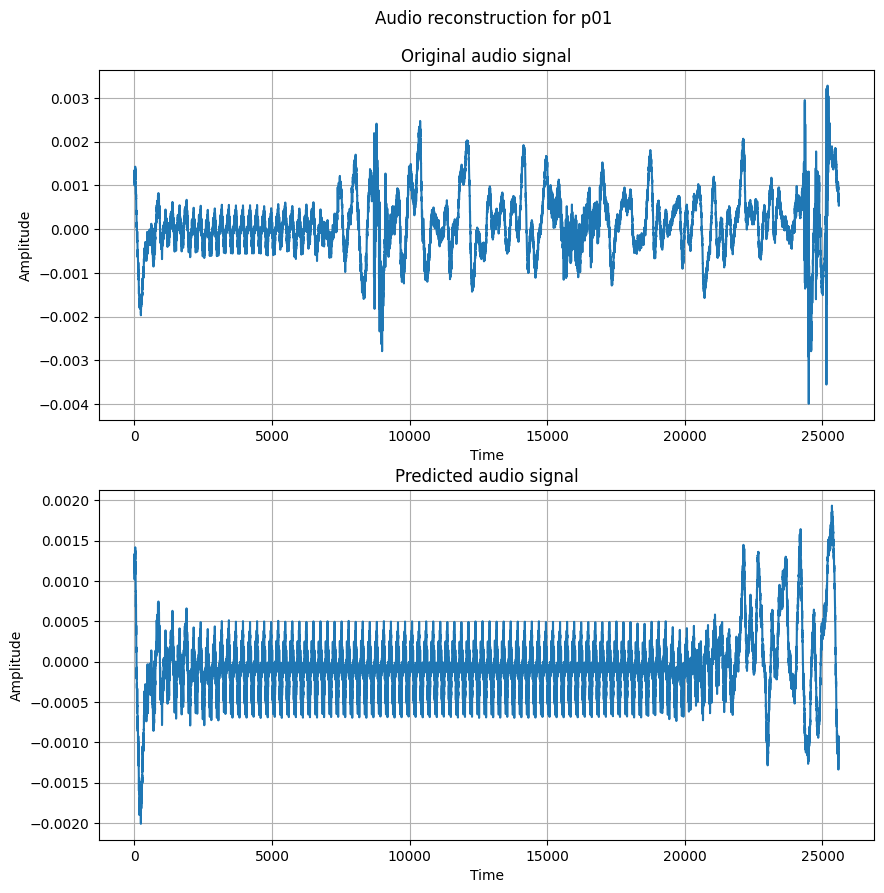 Audio reconstruction for p01
Original audio signal
0.003
0.002
0.001
0.000
−0.001
−0.002
−0.003
−0.004
Amplitude
0 5000 10000 15000 20000 25000
Time
Predicted audio signal
0.0020
0.0015
0.0010
0.0005
0.0000
−0.0005
−0.0010
−0.0015
−0.0020
Amplitude
0 5000 10000 15000 20000 25000
Time